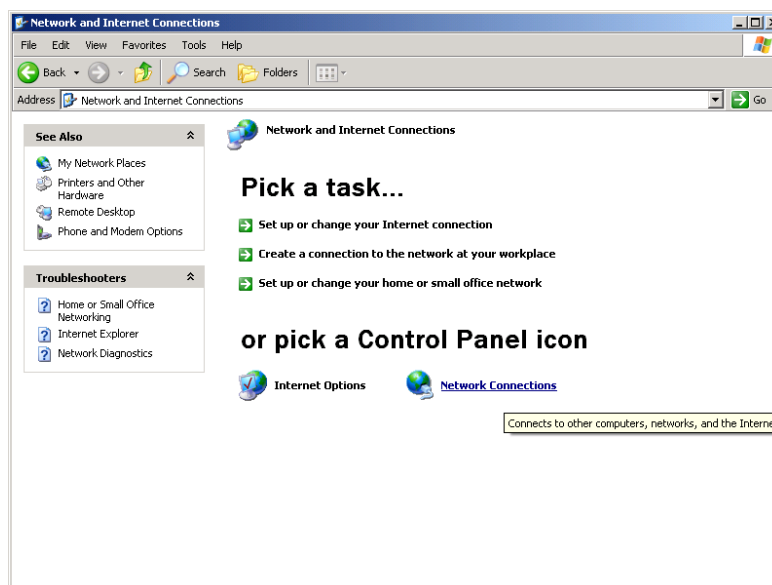 Network and Internet Connections
File Edit View Favorites Tools Help
Back Search Folders
Address Network and Internet Connections Go
See Also
My Network Places
Printers and Other
Hardware
Remote Desktop
Phone and Modem Options
Troubleshooters
Home or Small Office
Networking
Internet Explorer
Network Diagnostics
Network and Internet Connections
Pick a task...
Set up or change your Internet connection
Create a connection to the network at your workplace
Set up or change your home or small office network
or pick a Control Panel icon
Internet Options Network Connections
Connects to other computers, networks, and the Interne